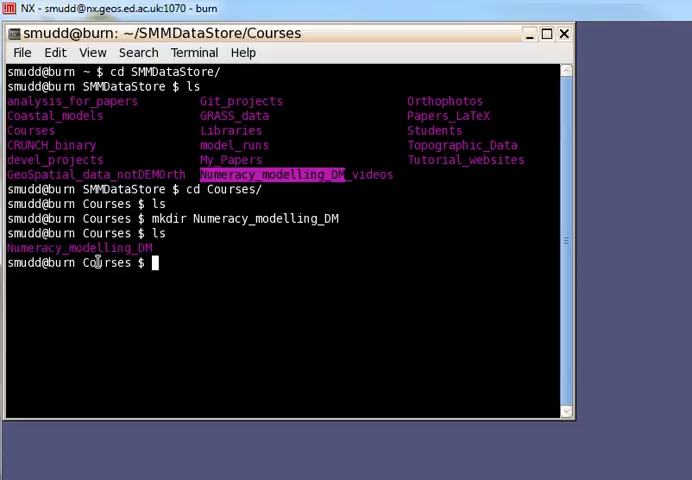 NX - smudd@nx.geos.ed.ac.uk:1070 - burn
smudd@burn: ~/SMMDataStore/Courses
File Edit View Search Terminal Help
smudd@burn ~ $ cd SMMDataStore/
smudd@burn SMMDataStore $ ls
analysis_for_papers Git_projects Orthophotos
Coastal_models GRASS_data Papers_LaTeX
Courses Libraries Students
CRUNCH_binary model_runs Topographic_Data
devel_projects My_Papers Tutorial_websites
GeoSpatial_data_notDEMOrth Numeracy_modelling_DM_videos
smudd@burn SMMDataStore $ cd Courses/
smudd@burn Courses $ ls
smudd@burn Courses $ mkdir Numeracy_modelling_DM
smudd@burn Courses $ ls
Numeracy_modelling_DM
smudd@burn Courses $